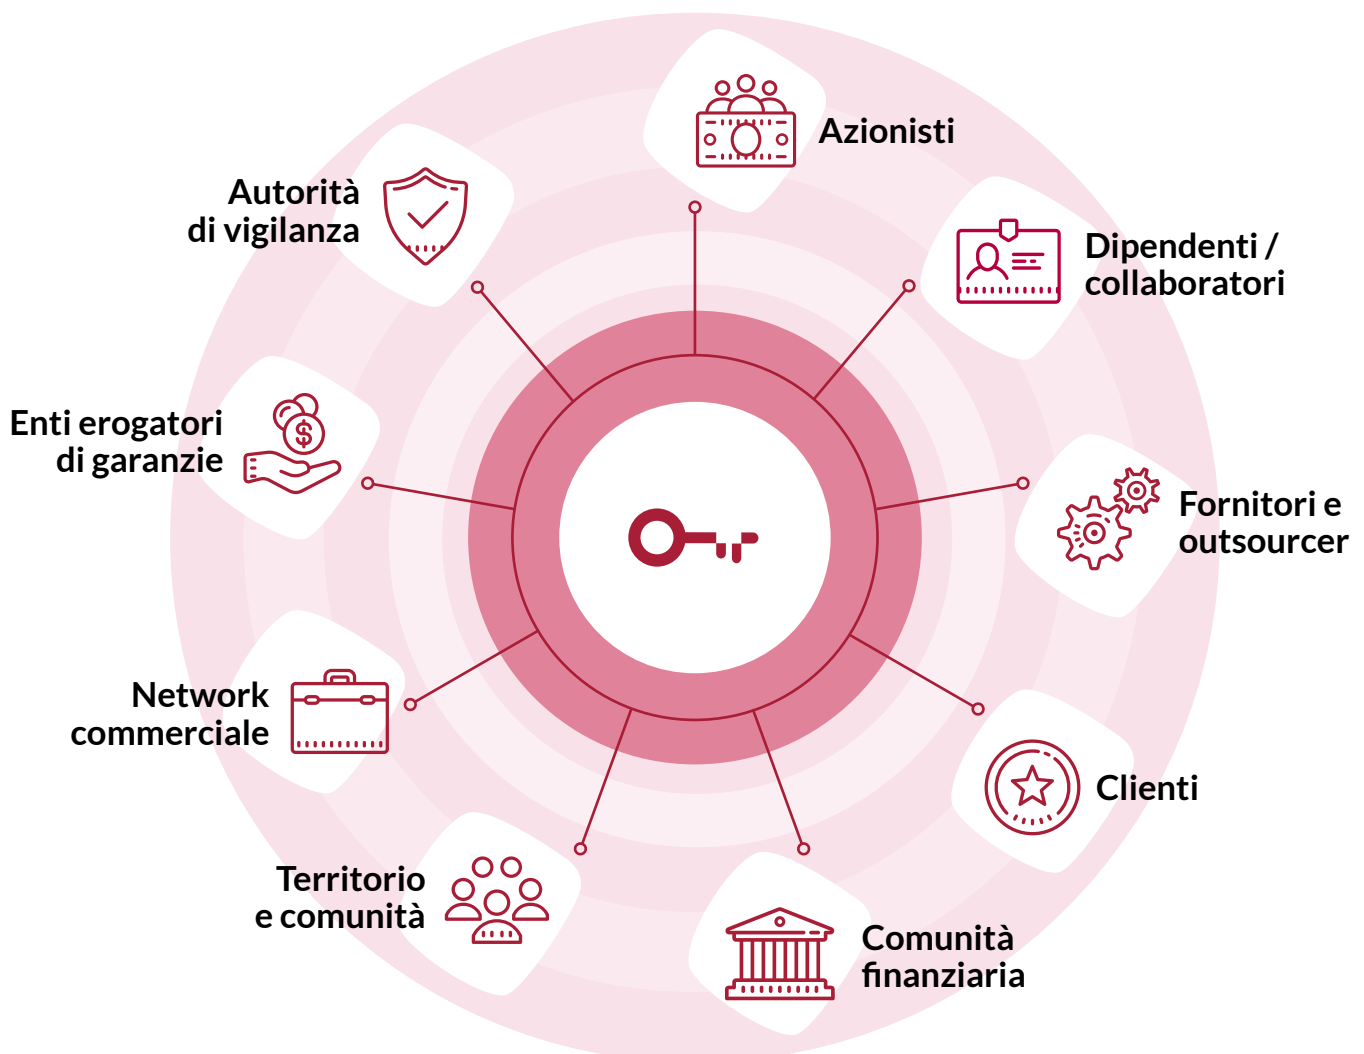 Azionisti
Dipendenti /
collaboratori
Fornitori e
outsourcer
Clienti
Comunità
finanziaria
Territorio
e comunità
Network
commerciale
Enti erogatori
di garanzie
Autorità
di vigilanza
$